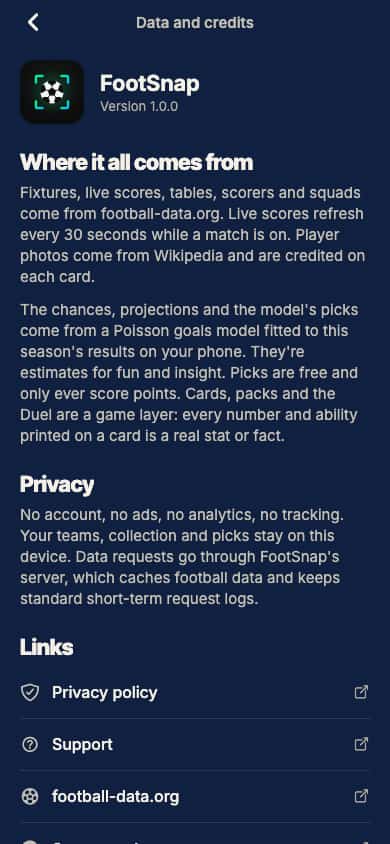 Data and credits
FootSnap
Version 1.0.0
Where it all comes from
Fixtures, live scores, tables, scorers and squads
come from football-data.org. Live scores refresh
every 30 seconds while a match is on. Player
photos come from Wikipedia and are credited on
each card.
The chances, projections and the model's picks
come from a Poisson goals model fitted to this
season's results on your phone. They're
estimates for fun and insight. Picks are free and
only ever score points. Cards, packs and the
Duel are a game layer: every number and ability
printed on a card is a real stat or fact.
Privacy
No account, no ads, no analytics, no tracking.
Your teams, collection and picks stay on this
device. Data requests go through FootSnap's
server, which caches football data and keeps
standard short-term request logs.
Links
Privacy policy
Support
football-data.org